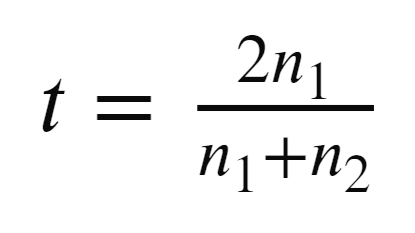 t = 2n₁ / n₁+n₂